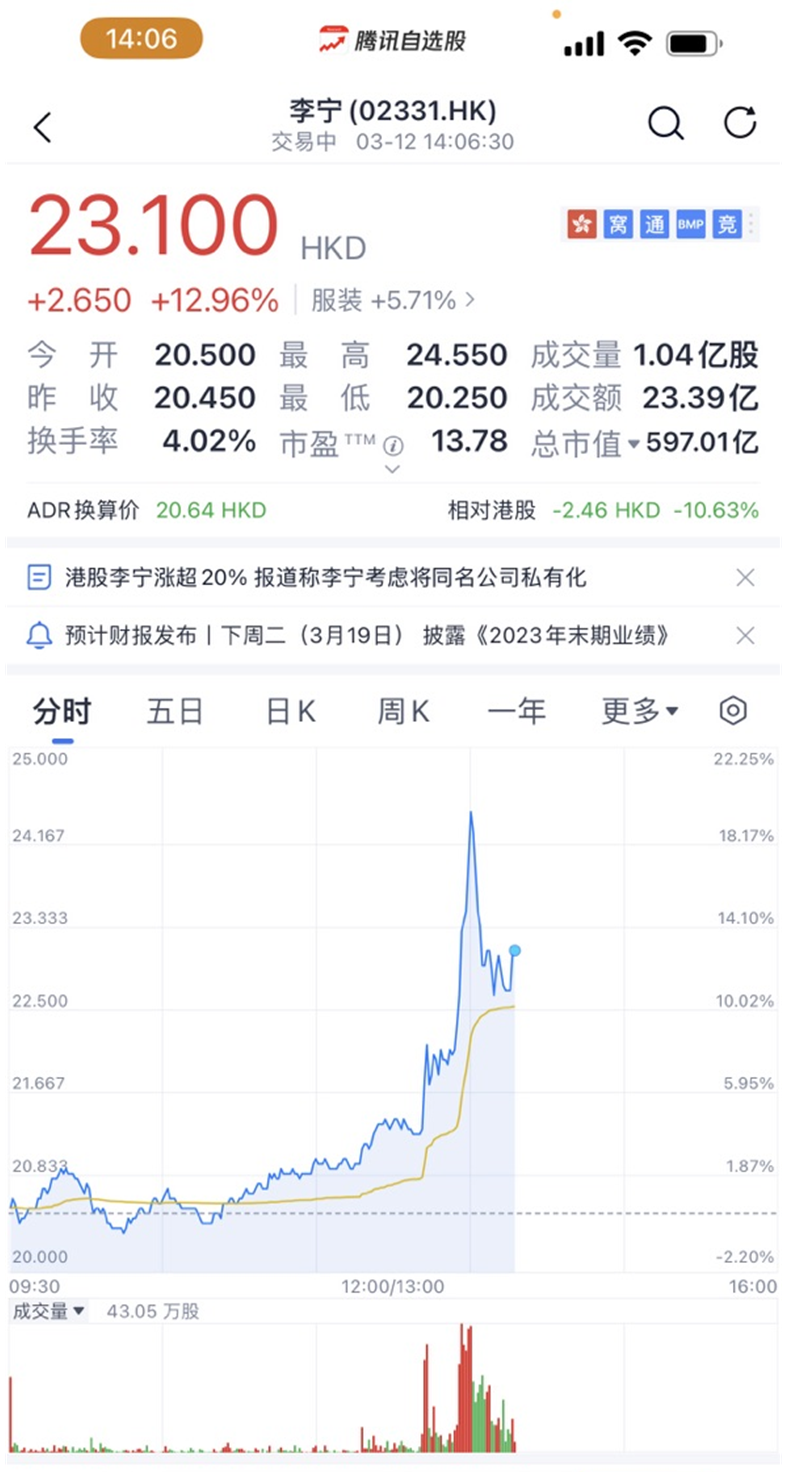 14:06 腾讯自选股
李宁 (02331.HK)
交易中 03-12 14:06:30
23.100 HKD
窝 通 BMP 竞
+2.650 +12.96% 服装 +5.71% >
今开 20.500 最高 24.550 成交量 1.04亿股
昨收 20.450 最低 20.250 成交额 23.39亿
换手率 4.02% 市盈TTM i 13.78 总市值 597.01亿
ADR换算价 20.64 HKD 相对港股 -2.46 HKD -10.63%
港股李宁涨超20% 报道称李宁考虑将同名公司私有化
预计财报发布丨下周二（3月19日） 披露《2023年末期业绩》
分时 五日 日K 周K 一年 更多
25.000 22.25%
24.167 18.17%
23.333 14.10%
22.500 10.02%
21.667 5.95%
20.833 1.87%
20.000 -2.20%
09:30 12:00/13:00 16:00
成交量 43.05 万股